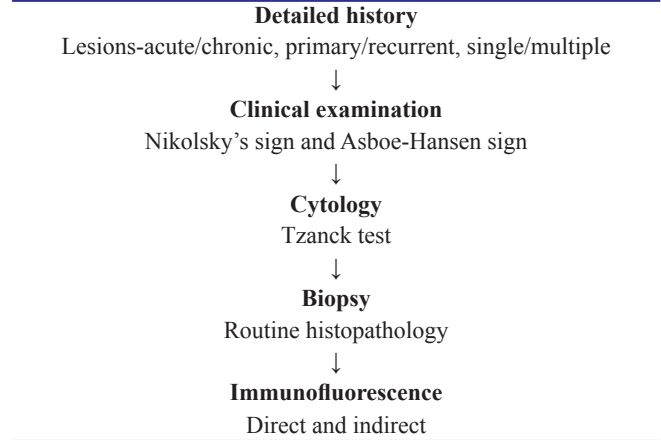 Detailed history
Lesions-acute/chronic, primary/recurrent, single/multiple
↓
Clinical examination
Nikolsky’s sign and Asboe-Hansen sign
↓
Cytology
Tzanck test
↓
Biopsy
Routine histopathology
↓
Immunofluorescence
Direct and indirect